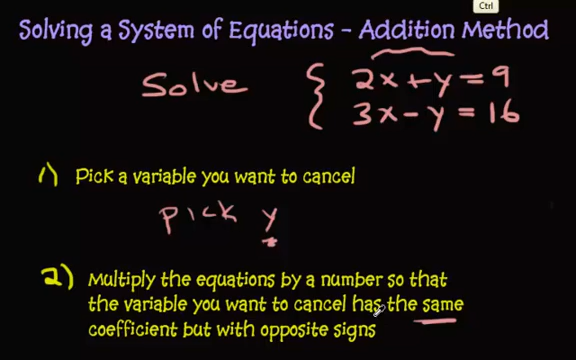 Ctrl
Solving a System of Equations - Addition Method
Solve { 2x + y = 9
3x - y = 16
1) Pick a variable you want to cancel
Pick y
2) Multiply the equations by a number so that
the variable you want to cancel has the same
coefficient but with opposite signs